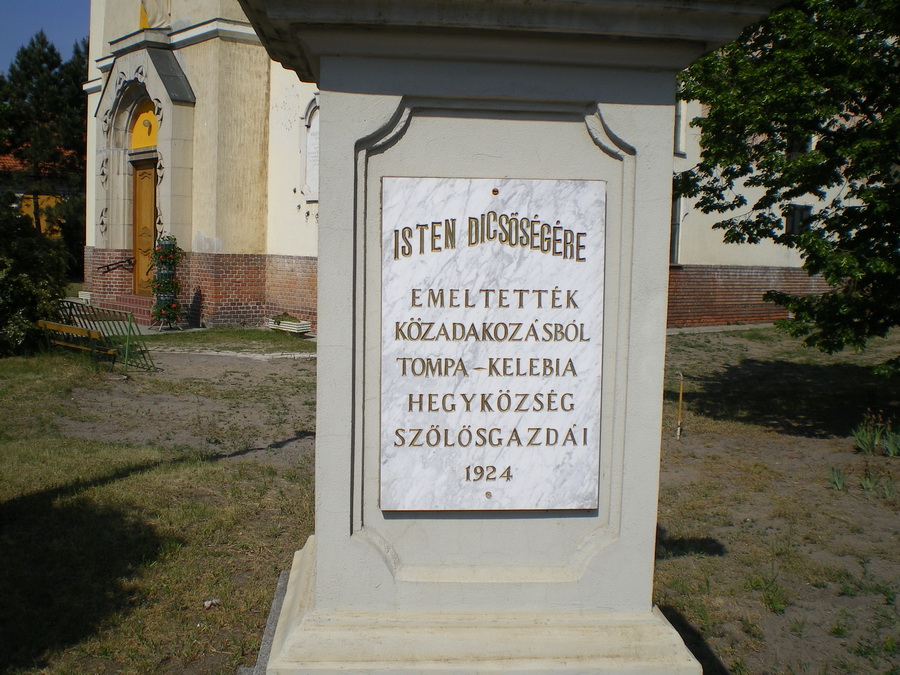 ISTEN DICSŐSÉGÉRE
EMELTETTÉK
KÖZADAKOZÁSBÓL
TOMPA-KELEBIA
HEGYKÖZSÉG
SZŐLŐSGAZDÁI
1924